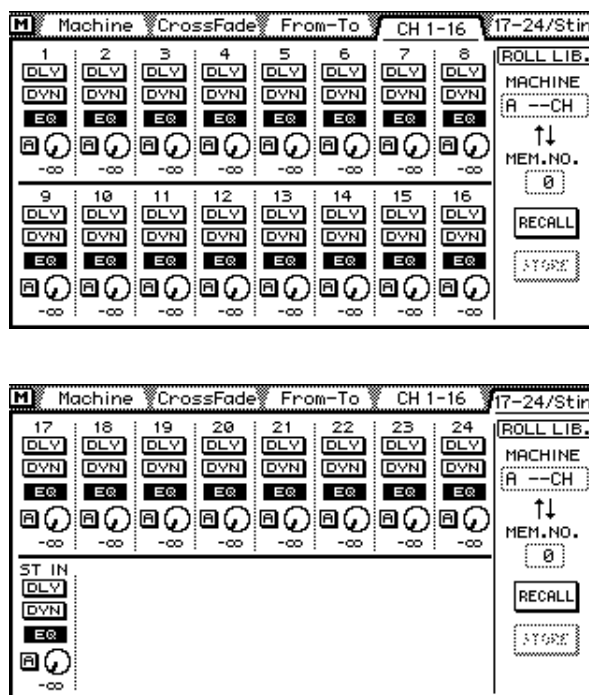 M Machine CrossFade From-To CH 1-16 17-24/Stin
1 2 3 4 5 6 7 8 ROLL LIB.
DLY DLY DLY DLY DLY DLY DLY DLY
DYN DYN DYN DYN DYN DYN DYN DYN MACHINE
EQ EQ EQ EQ EQ EQ EQ EQ A --CH
A A A A A A A A ↑↓
-∞ -∞ -∞ -∞ -∞ -∞ -∞ -∞ MEM.NO.
9 10 11 12 13 14 15 16 0
DLY DLY DLY DLY DLY DLY DLY DLY
DYN DYN DYN DYN DYN DYN DYN DYN RECALL
EQ EQ EQ EQ EQ EQ EQ EQ STORE
A A A A A A A A
-∞ -∞ -∞ -∞ -∞ -∞ -∞ -∞
M Machine CrossFade From-To CH 1-16 17-24/Stin
17 18 19 20 21 22 23 24 ROLL LIB.
DLY DLY DLY DLY DLY DLY DLY DLY
DYN DYN DYN DYN DYN DYN DYN DYN MACHINE
EQ EQ EQ EQ EQ EQ EQ EQ A --CH
A A A A A A A A ↑↓
-∞ -∞ -∞ -∞ -∞ -∞ -∞ -∞ MEM.NO.
ST IN 0
DLY
DYN RECALL
EQ STORE
A
-∞